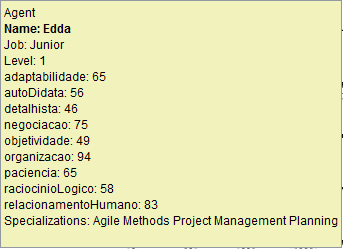 Agent
Name: Edda
Job: Junior
Level: 1
adaptabilidade: 65
autoDidata: 56
detalhista: 46
negociacao: 75
objetividade: 49
organizacao: 94
paciencia: 65
raciocinioLogico: 58
relacionamentoHumano: 83
Specializations: Agile Methods Project Management Planning